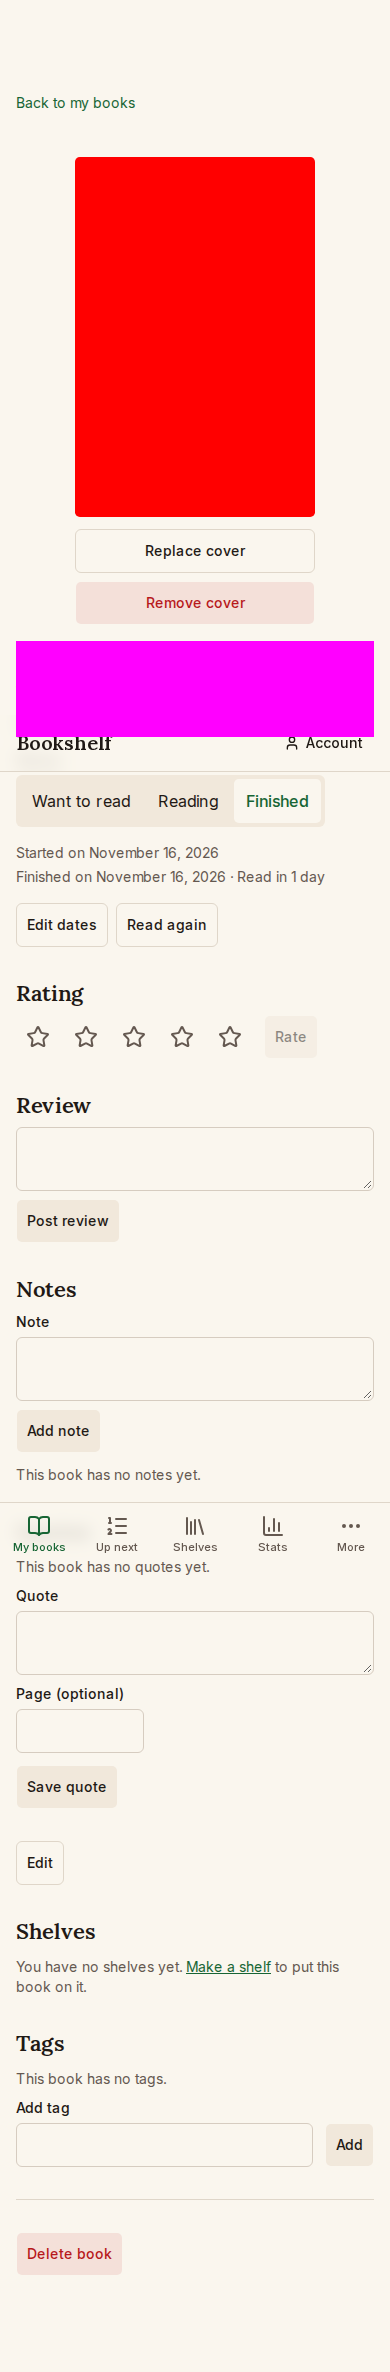 Back to my books
Replace cover
Remove cover
Bookshelf
Account
Want to read
Reading
Finished
Started on November 16, 2026
Finished on November 16, 2026 · Read in 1 day
Edit dates
Read again
Rating
Rate
Review
Post review
Notes
Note
Add note
This book has no notes yet.
My books
Up next
Shelves
Stats
More
This book has no quotes yet.
Quote
Page (optional)
Save quote
Edit
Shelves
You have no shelves yet. Make a shelf to put this
book on it.
Tags
This book has no tags.
Add tag
Add
Delete book